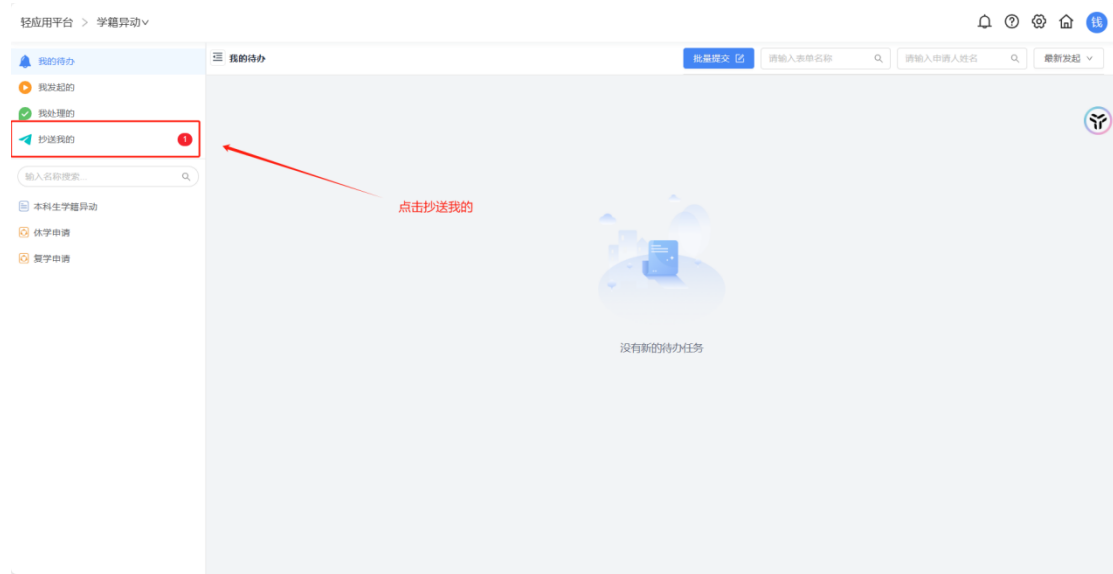 轻应用平台 > 学籍异动
钱
我的待办
我发起的
我处理的
抄送我的 1
输入名称搜索...
本科生学籍异动
休学申请
复学申请
我的待办 批量提交 请输入表单名称 请输入申请人姓名 最新发起
点击抄送我的
没有新的待办任务